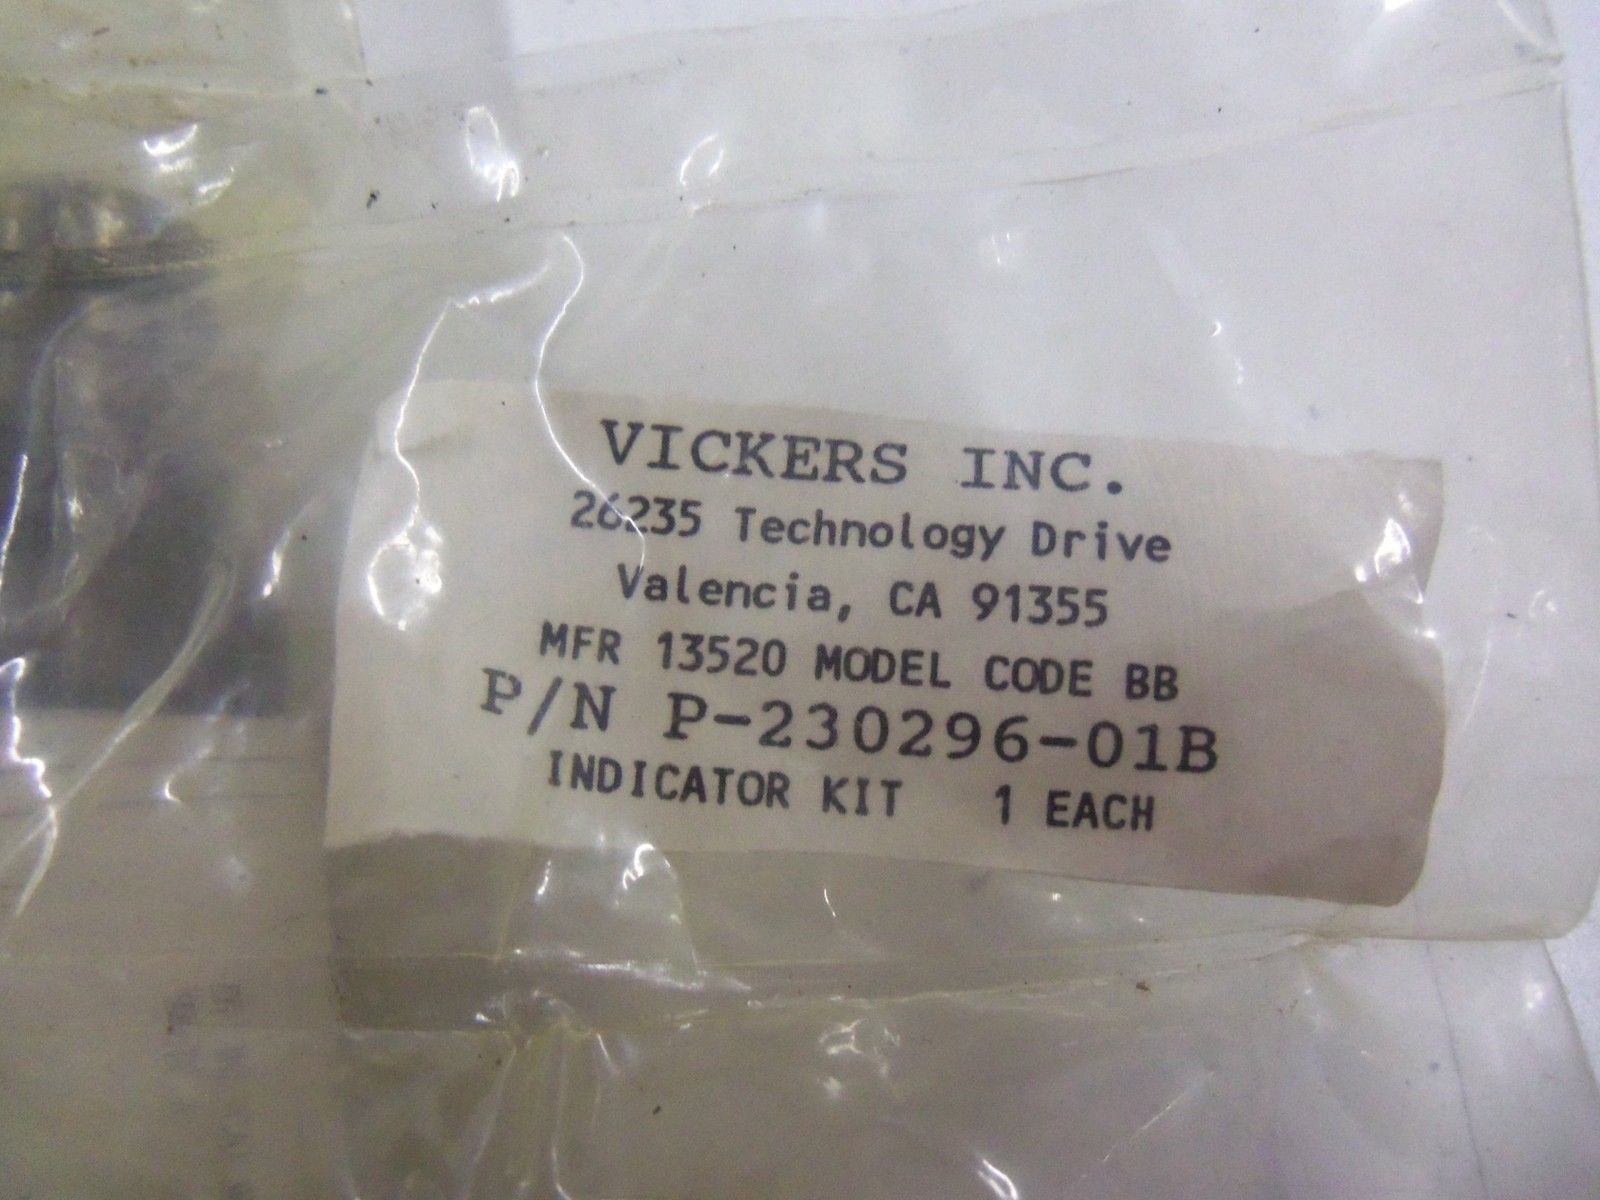 VICKERS INC.
26235 Technology Drive
Valencia, CA 91355
MFR 13520 MODEL CODE BB
P/N P-230296-01B
INDICATOR KIT 1 EACH